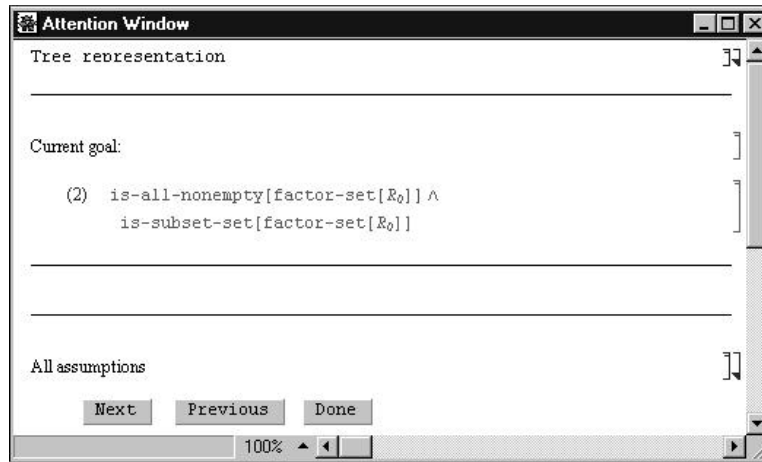 Attention Window
Tree representation
Current goal:
(2) is-all-nonempty[factor-set[R₀]] ∧
is-subset-set[factor-set[R₀]]
All assumptions
Next Previous Done
100%